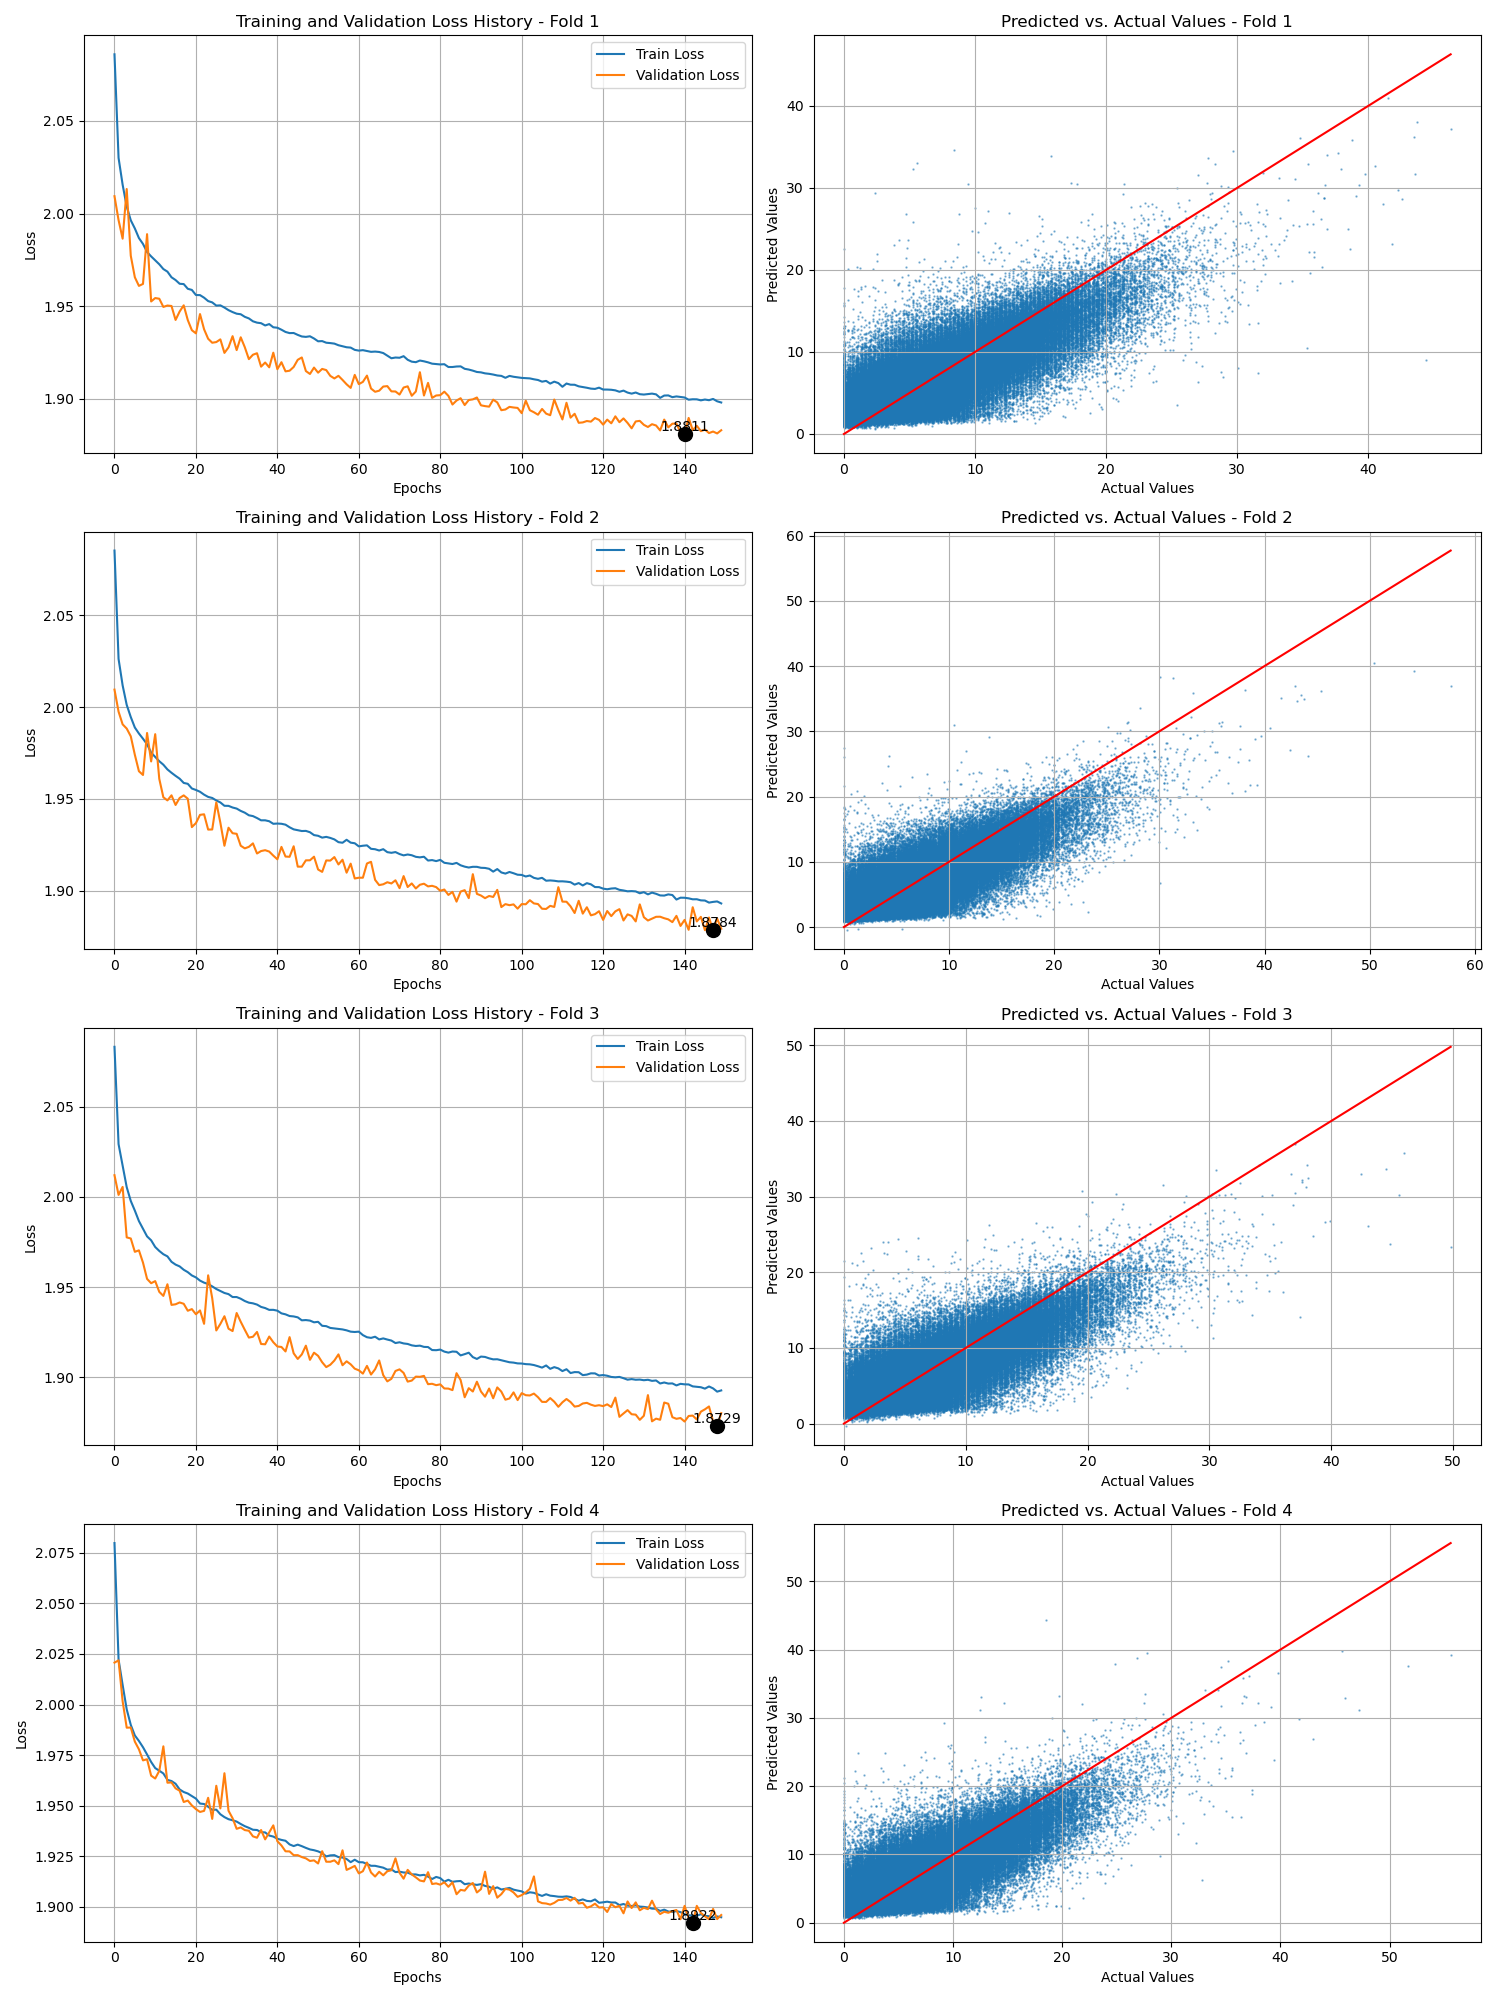 Training and Validation Loss History - Fold 1
Train Loss
Validation Loss
2.05
2.00
1.95
1.90
Loss
1.8811
0 20 40 60 80 100 120 140
Epochs
Predicted vs. Actual Values - Fold 1
40
30
20
10
0
Predicted Values
0 10 20 30 40
Actual Values
Training and Validation Loss History - Fold 2
Train Loss
Validation Loss
2.05
2.00
1.95
1.90
Loss
1.8784
0 20 40 60 80 100 120 140
Epochs
Predicted vs. Actual Values - Fold 2
60
50
40
30
20
10
0
Predicted Values
0 10 20 30 40 50 60
Actual Values
Training and Validation Loss History - Fold 3
Train Loss
Validation Loss
2.05
2.00
1.95
1.90
Loss
1.8729
0 20 40 60 80 100 120 140
Epochs
Predicted vs. Actual Values - Fold 3
50
40
30
20
10
0
Predicted Values
0 10 20 30 40 50
Actual Values
Training and Validation Loss History - Fold 4
Train Loss
Validation Loss
2.075
2.050
2.025
2.000
1.975
1.950
1.925
1.900
Loss
1.8922
0 20 40 60 80 100 120 140
Epochs
Predicted vs. Actual Values - Fold 4
50
40
30
20
10
0
Predicted Values
0 10 20 30 40 50
Actual Values